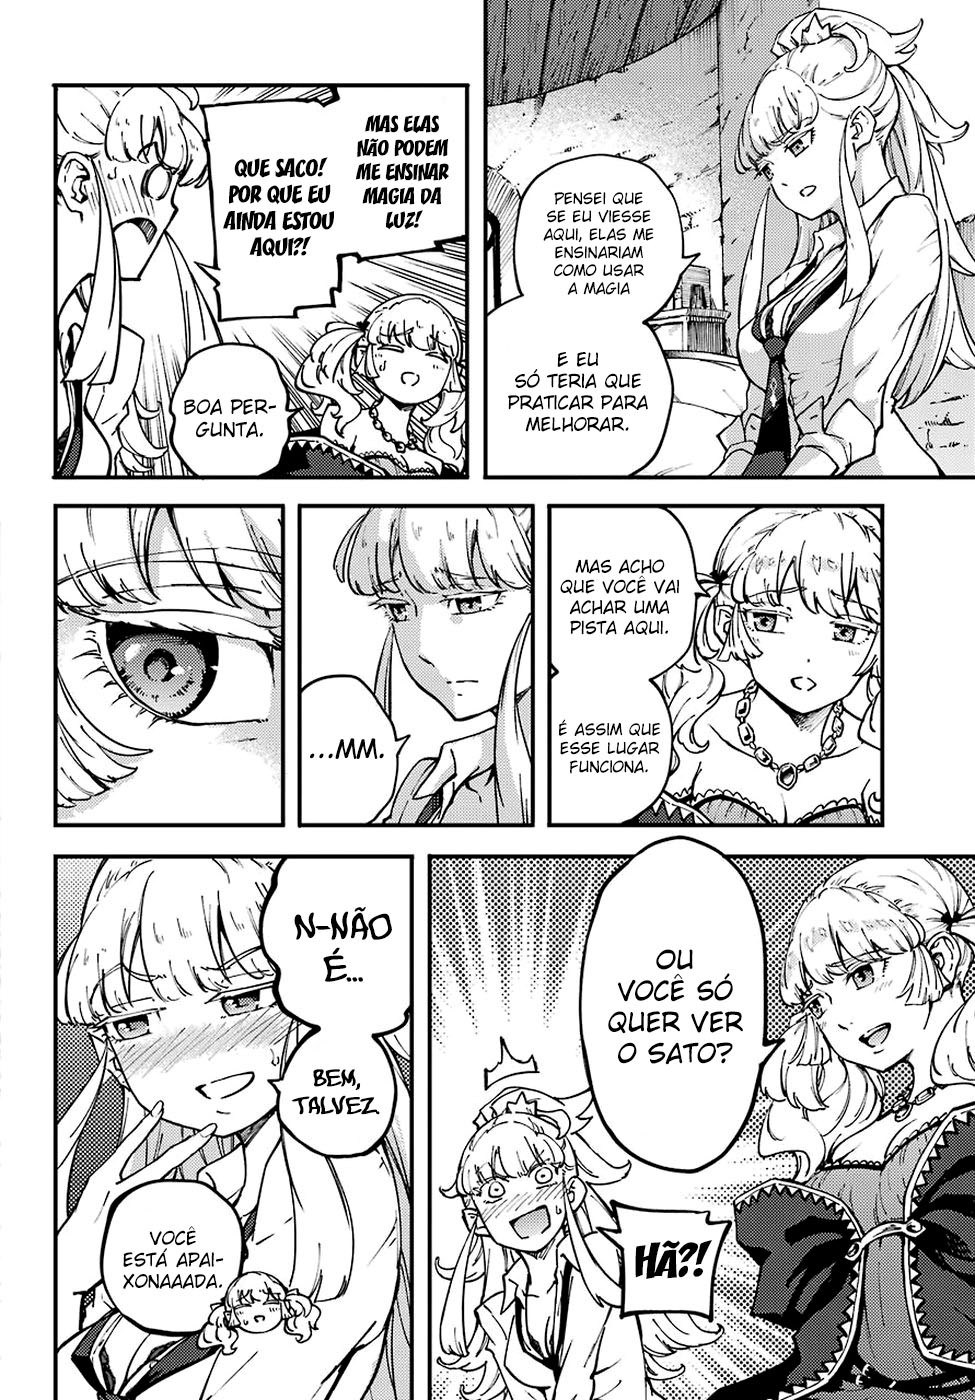 PENSEI QUE
SE EU VIESSE
AQUI, ELAS ME
ENSINARIAM
COMO USAR
A MAGIA
E EU
SÓ TERIA QUE
PRATICAR PARA
MELHORAR.
MAS ELAS
NÃO PODEM
ME ENSINAR
MAGIA DA
LUZ!
QUE SACO!
POR QUE EU
AINDA ESTOU
AQUI?!
BOA PER-
GUNTA.
MAS ACHO
QUE VOCÊ VAI
ACHAR UMA
PISTA AQUI.
É ASSIM QUE
ESSE LUGAR
FUNCIONA.
...MM.
OU
VOCÊ SÓ
QUER VER
O SATO?
HÃ?!
N-NÃO
É...
BEM,
TALVEZ
VOCÊ
ESTÁ APAI-
XONAAADA.